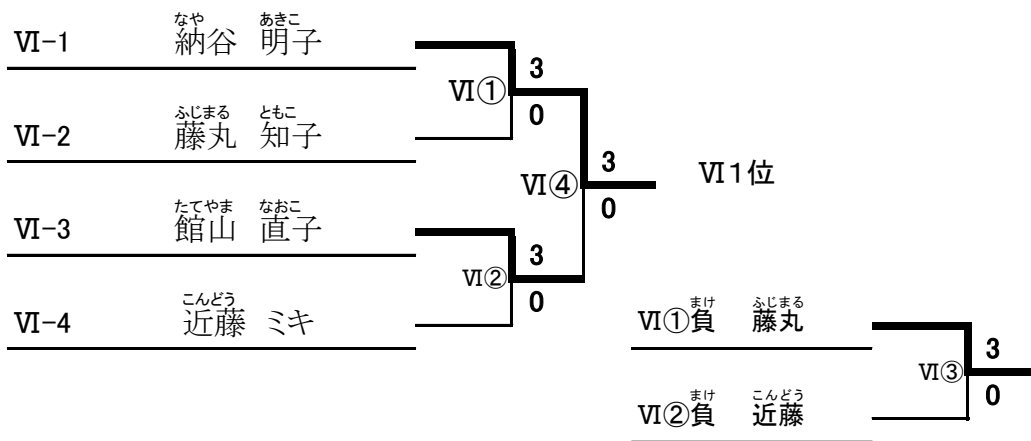 なや あきこ
Ⅵ-1 納谷 明子
3
Ⅵ①
0
ふじまる ともこ
Ⅵ-2 藤丸 知子
3
Ⅵ④ Ⅵ1位
0
たてやま なおこ
Ⅵ-3 館山 直子
3
Ⅵ②
0
こんどう
Ⅵ-4 近藤 ミキ
まけ ふじまる
Ⅵ①負 藤丸
3
Ⅵ③
0
まけ こんどう
Ⅵ②負 近藤